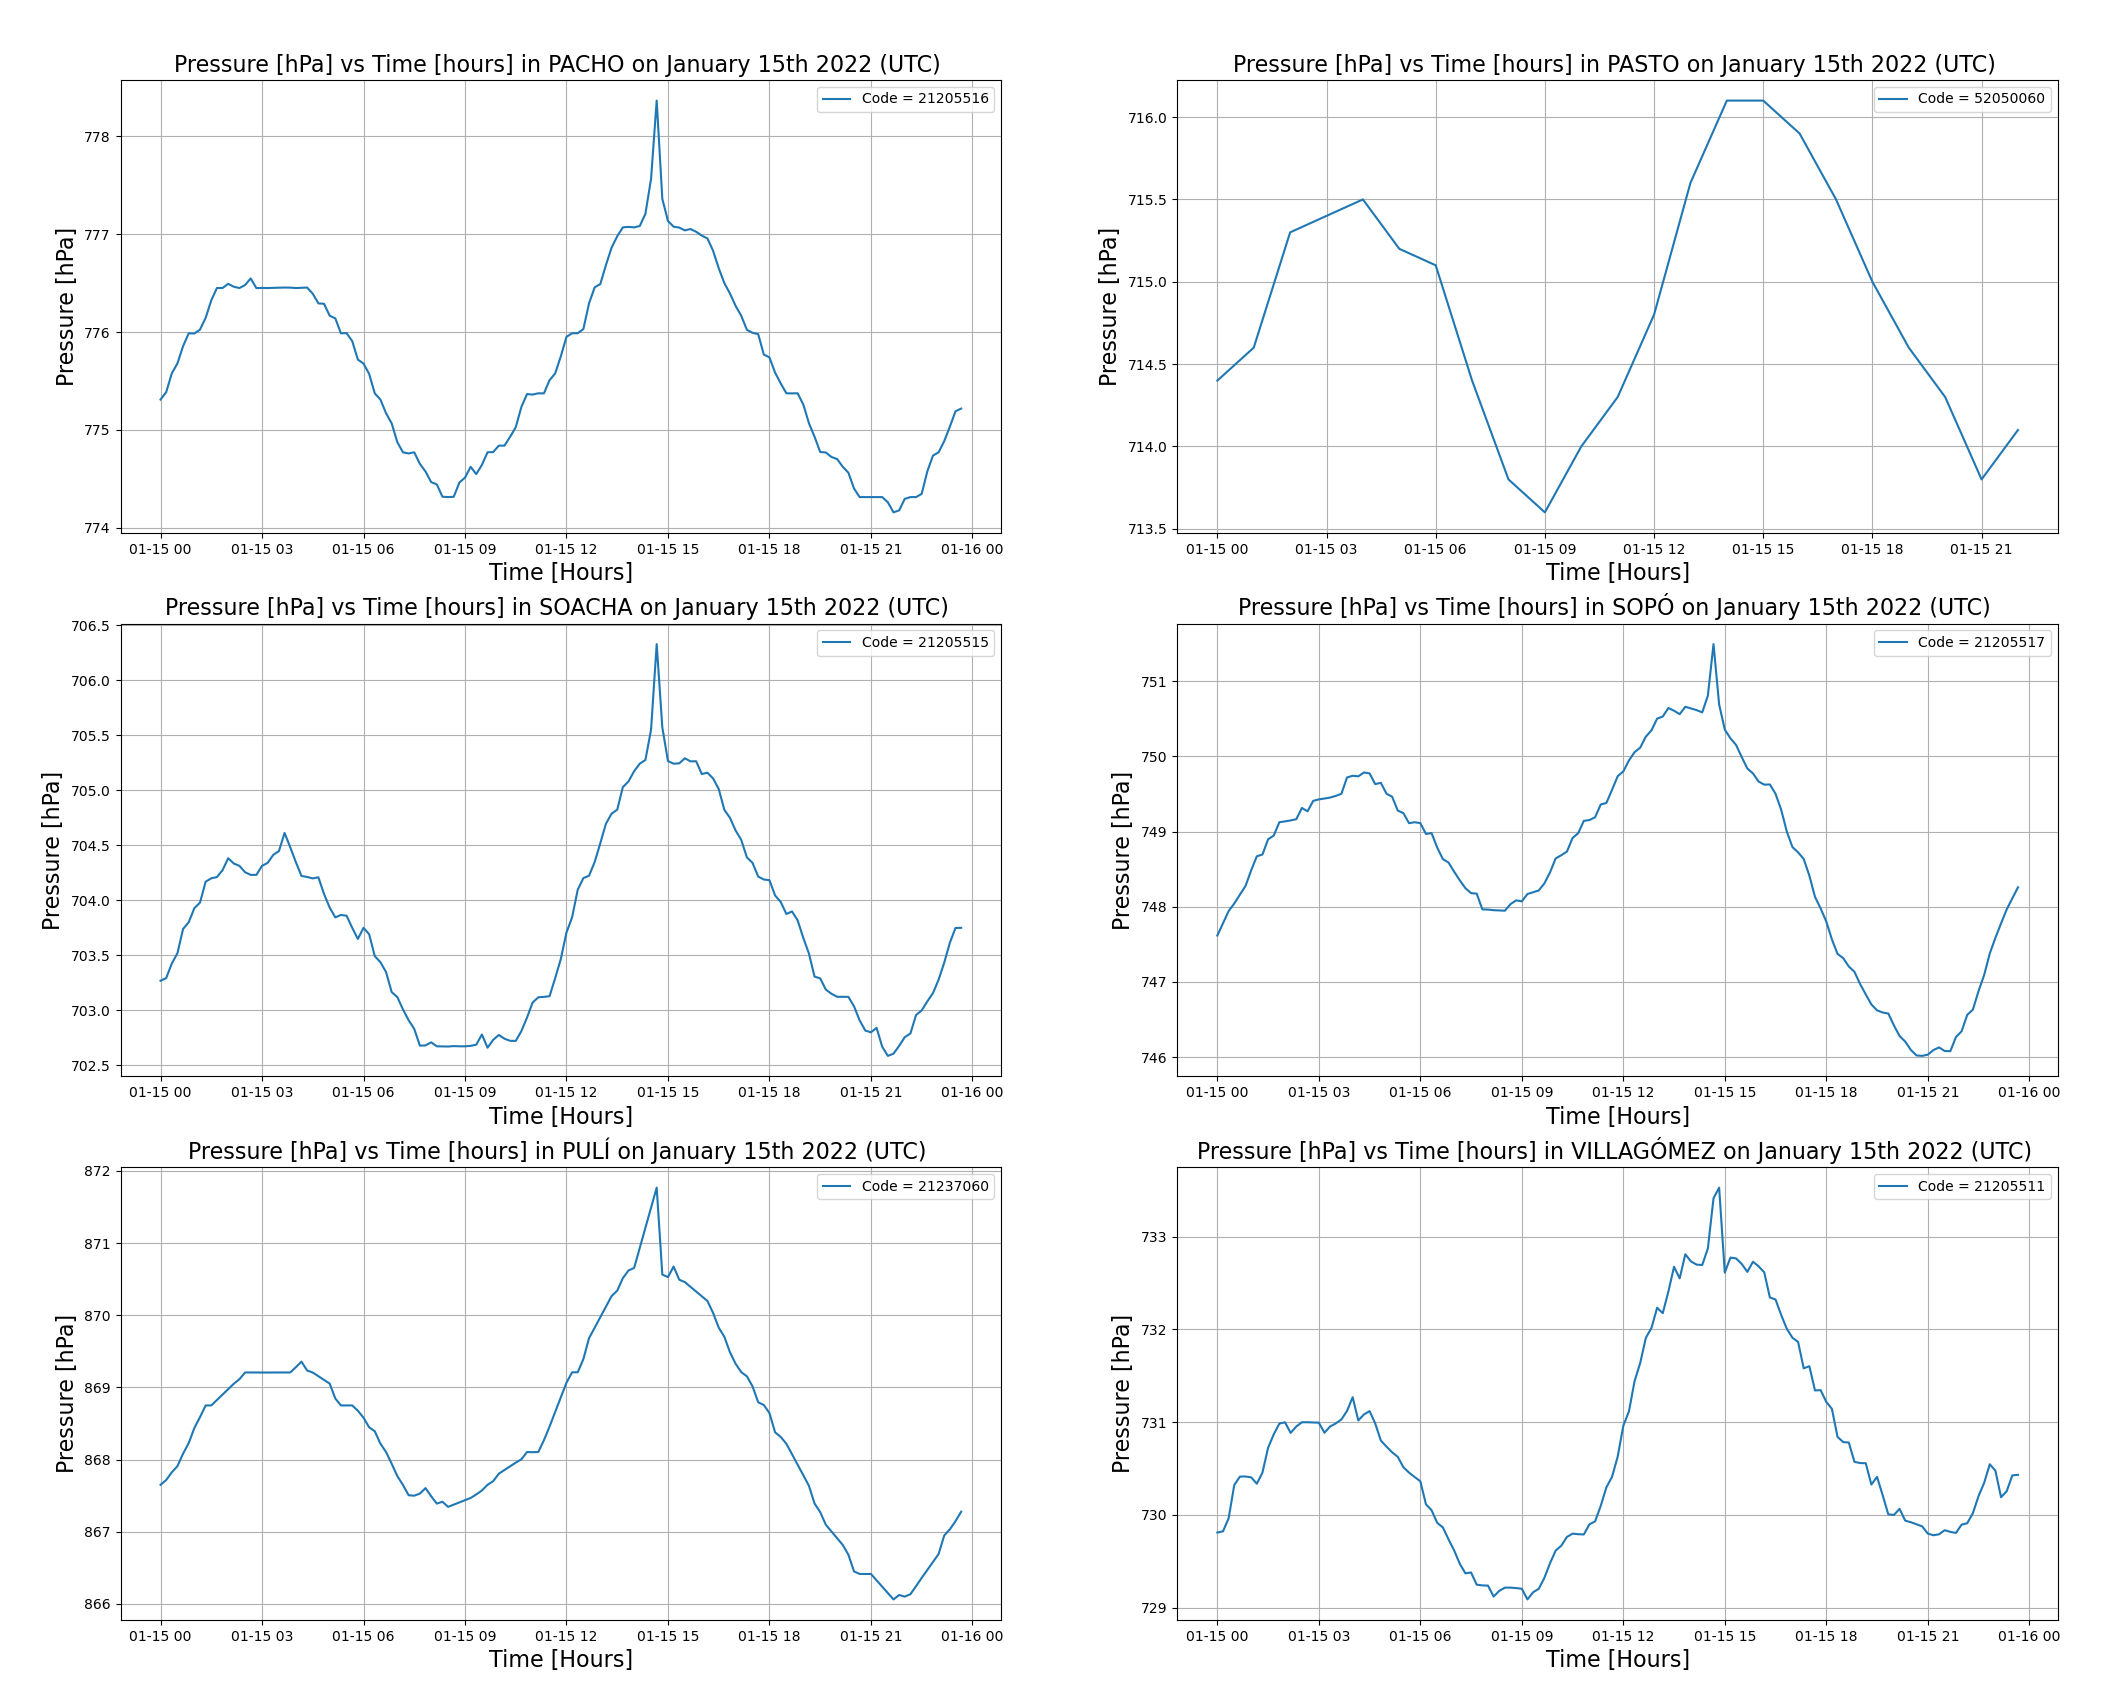 Pressure [hPa] vs Time [hours] in PACHO on January 15th 2022 (UTC)
Code = 21205516
Pressure [hPa]
778
777
776
775
774
01-15 00 01-15 03 01-15 06 01-15 09 01-15 12 01-15 15 01-15 18 01-15 21 01-16 00
Time [Hours]
Pressure [hPa] vs Time [hours] in PASTO on January 15th 2022 (UTC)
Code = 52050060
Pressure [hPa]
716.0
715.5
715.0
714.5
714.0
713.5
01-15 00 01-15 03 01-15 06 01-15 09 01-15 12 01-15 15 01-15 18 01-15 21
Time [Hours]
Pressure [hPa] vs Time [hours] in SOACHA on January 15th 2022 (UTC)
Code = 21205515
Pressure [hPa]
706.5
706.0
705.5
705.0
704.5
704.0
703.5
703.0
702.5
01-15 00 01-15 03 01-15 06 01-15 09 01-15 12 01-15 15 01-15 18 01-15 21 01-16 00
Time [Hours]
Pressure [hPa] vs Time [hours] in SOPÓ on January 15th 2022 (UTC)
Code = 21205517
Pressure [hPa]
751
750
749
748
747
746
01-15 00 01-15 03 01-15 06 01-15 09 01-15 12 01-15 15 01-15 18 01-15 21 01-16 00
Time [Hours]
Pressure [hPa] vs Time [hours] in PULÍ on January 15th 2022 (UTC)
Code = 21237060
Pressure [hPa]
872
871
870
869
868
867
866
01-15 00 01-15 03 01-15 06 01-15 09 01-15 12 01-15 15 01-15 18 01-15 21 01-16 00
Time [Hours]
Pressure [hPa] vs Time [hours] in VILLAGÓMEZ on January 15th 2022 (UTC)
Code = 21205511
Pressure [hPa]
733
732
731
730
729
01-15 00 01-15 03 01-15 06 01-15 09 01-15 12 01-15 15 01-15 18 01-15 21 01-16 00
Time [Hours]